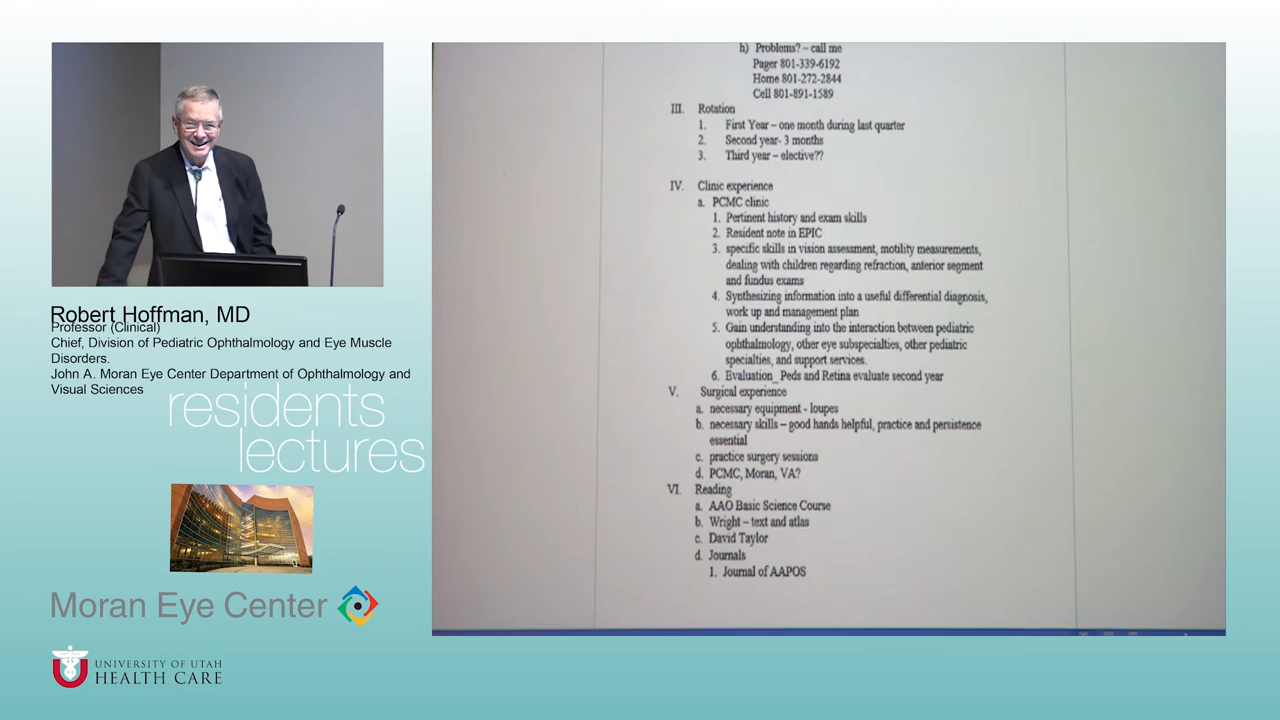 Robert Hoffman, MD
Professor (Clinical)
Chief, Division of Pediatric Ophthalmology and Eye Muscle
Disorders.
John A. Moran Eye Center Department of Ophthalmology and
Visual Sciences
residents
lectures
Moran Eye Center
UNIVERSITY OF UTAH
HEALTH CARE
h) Problems? – call me
Pager 801-339-6192
Home 801-272-2844
Cell 801-891-1589
III. Rotation
1. First Year – one month during last quarter
2. Second year- 3 months
3. Third year – elective??
IV. Clinic experience
a. PCMC clinic
1. Pertinent history and exam skills
2. Resident note in EPIC
3. specific skills in vision assessment, motility measurements,
dealing with children regarding refraction, anterior segment
and fundus exams
4. Synthesizing information into a useful differential diagnosis,
work up and management plan
5. Gain understanding into the interaction between pediatric
ophthalmology, other eye subspecialties, other pediatric
specialties, and support services.
6. Evaluation_ Peds and Retina evaluate second year
V. Surgical experience
a. necessary equipment - loupes
b. necessary skills – good hands helpful, practice and persistence
essential
c. practice surgery sessions
d. PCMC, Moran, VA?
VI. Reading
a. AAO Basic Science Course
b. Wright – text and atlas
c. David Taylor
d. Journals
1. Journal of AAPOS